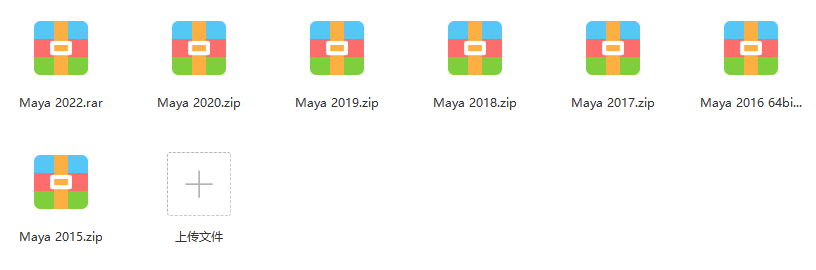 Maya 2022.rar
Maya 2020.zip
Maya 2019.zip
Maya 2018.zip
Maya 2017.zip
Maya 2016 64bi...
Maya 2015.zip
上传文件